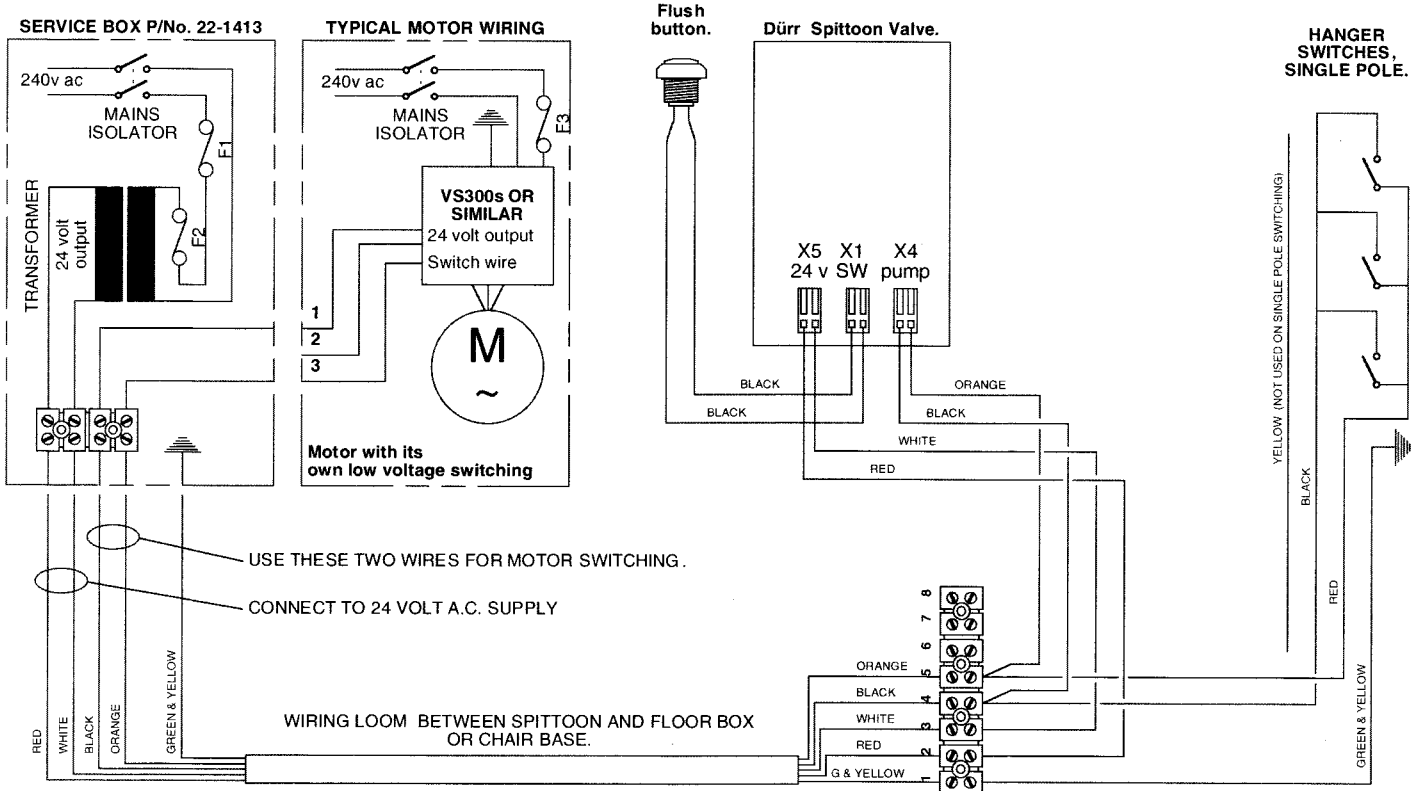 SERVICE BOX P/No. 22-1413
240v ac
MAINS
ISOLATOR
F1
TRANSFORMER
24 volt
output
F2
TYPICAL MOTOR WIRING
240v ac
MAINS
ISOLATOR
F3
VS300s OR
SIMILAR
24 volt output
Switch wire
1
2
3
M
~
Motor with its
own low voltage switching
Flush
button.
Dürr Spittoon Valve.
X5 X1 X4
24 v SW pump
BLACK
BLACK
ORANGE
BLACK
WHITE
RED
HANGER
SWITCHES,
SINGLE POLE.
YELLOW (NOT USED ON SINGLE POLE SWITCHING)
BLACK
RED
GREEN & YELLOW
USE THESE TWO WIRES FOR MOTOR SWITCHING.
CONNECT TO 24 VOLT A.C. SUPPLY
RED
WHITE
BLACK
ORANGE
GREEN & YELLOW
WIRING LOOM BETWEEN SPITTOON AND FLOOR BOX
OR CHAIR BASE.
8
7
6
ORANGE 5
BLACK 4
WHITE 3
RED 2
G & YELLOW 1